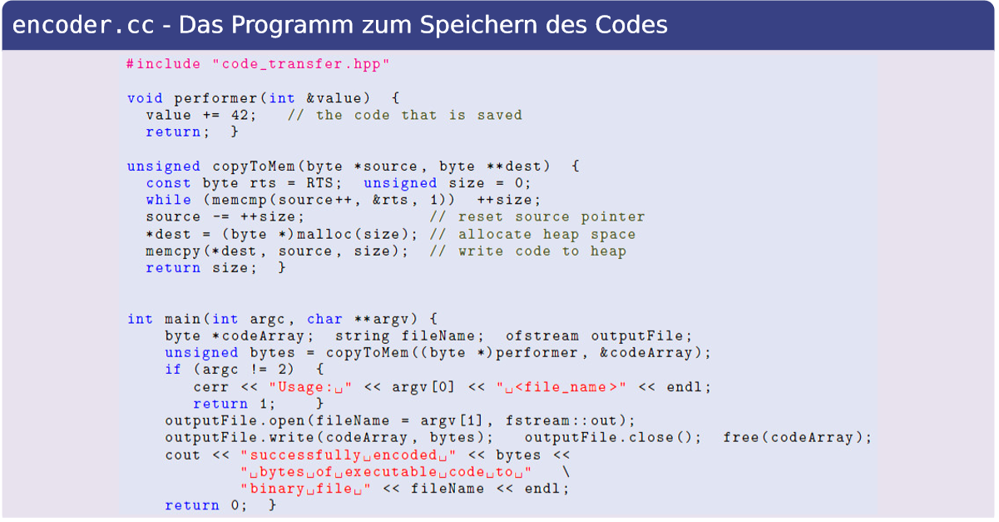 encoder.cc - Das Programm zum Speichern des Codes
#include "code_transfer.hpp"
void performer(int &value)  {
  value += 42;   // the code that is saved
  return;  }
unsigned copyToMem(byte *source, byte **dest)  {
  const byte rts = RTS;  unsigned size = 0;
  while (memcmp(source++, &rts, 1))  ++size;
  source -= ++size;             // reset source pointer
  *dest = (byte *)malloc(size); // allocate heap space
  memcpy(*dest, source, size);  // write code to heap
  return size;  }
int main(int argc, char **argv) {
    byte *codeArray;  string fileName;  ofstream outputFile;
    unsigned bytes = copyToMem((byte *)performer, &codeArray);
    if (argc != 2)  {
       cerr << "Usage:␣" << argv[0] << "␣<file_name>" << endl;
       return 1;    }
    outputFile.open(fileName = argv[1], fstream::out);
    outputFile.write(codeArray, bytes);   outputFile.close();  free(codeArray);
    cout << "successfully␣encoded␣" << bytes <<
            "␣bytes␣of␣executable␣code␣to␣"   \
            "binary␣file␣" << fileName << endl;
    return 0;  }